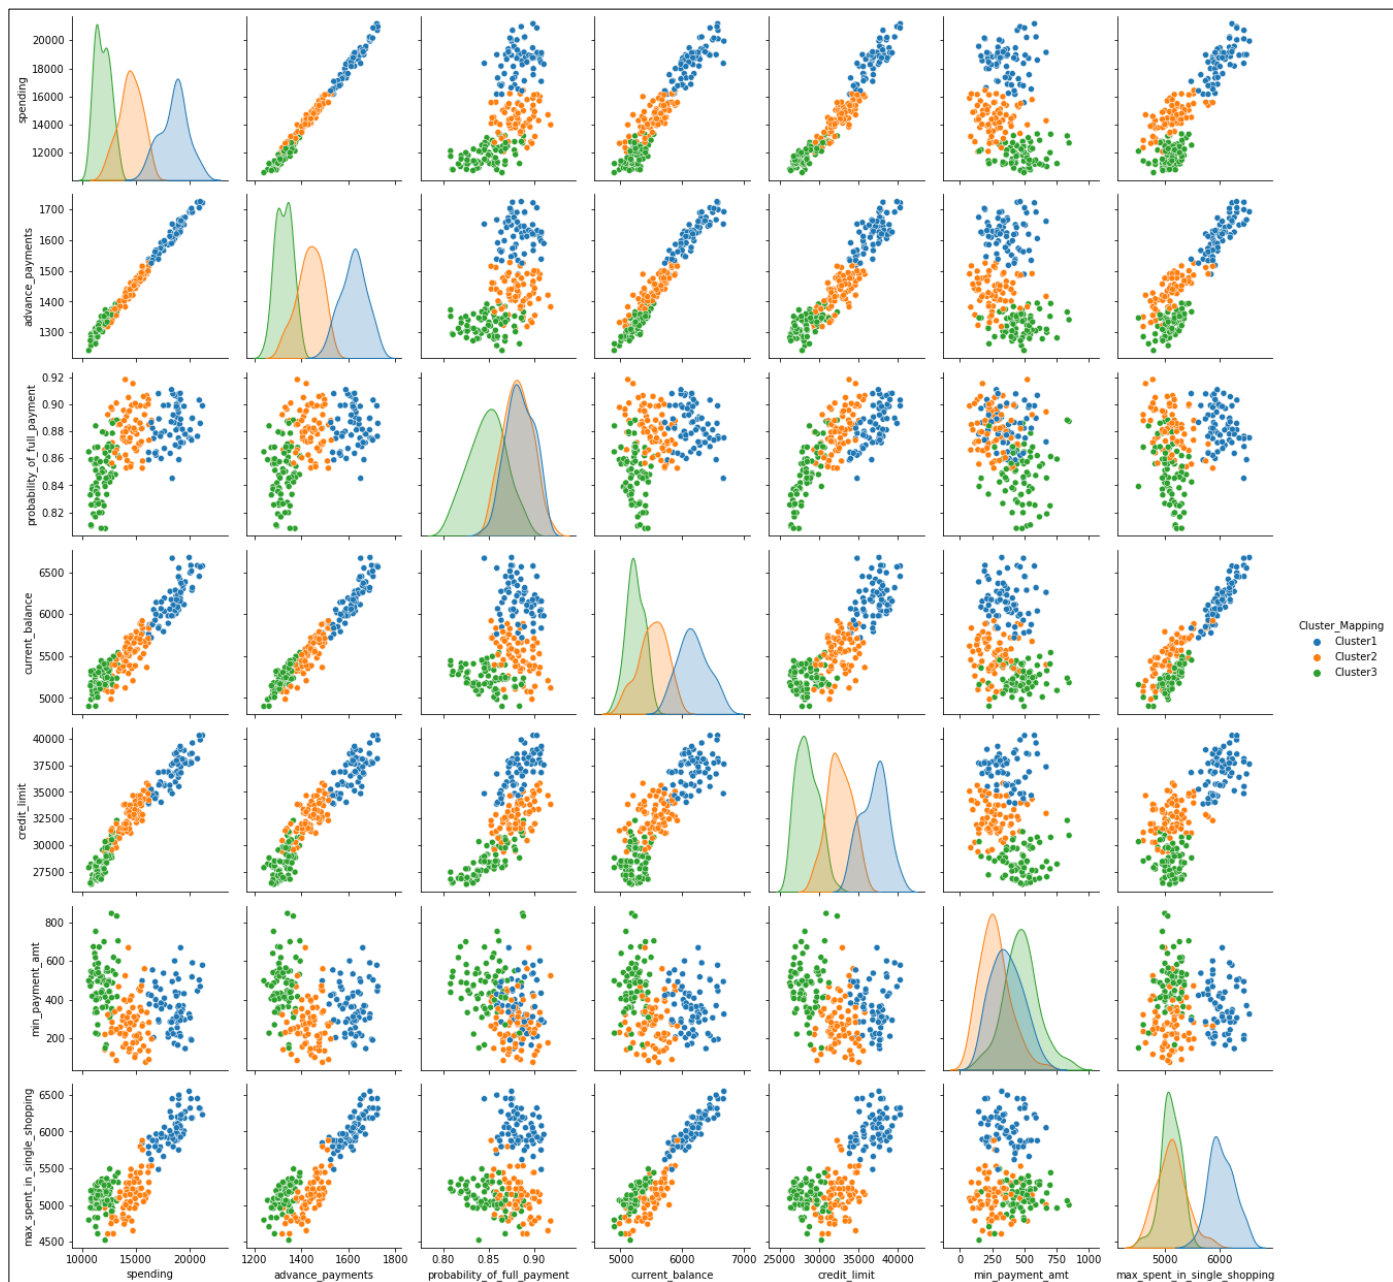 spending
20000
18000
16000
14000
12000
advance_payments
1700
1600
1500
1400
1300
probability_of_full_payment
0.92
0.90
0.88
0.86
0.84
0.82
current_balance
6500
6000
5500
5000
Cluster_Mapping
Cluster1
Cluster2
Cluster3
credit_limit
40000
37500
35000
32500
30000
27500
min_payment_amt
800
600
400
200
max_spent_in_single_shopping
6500
6000
5500
5000
4500
10000 15000 20000 1200 1400 1600 1800 0.80 0.85 0.90 5000 6000 7000 25000 30000 35000 40000 0 250 500 750 5000 6000
spending advance_payments probability_of_full_payment current_balance credit_limit min_payment_amt max_spent_in_single_shopping